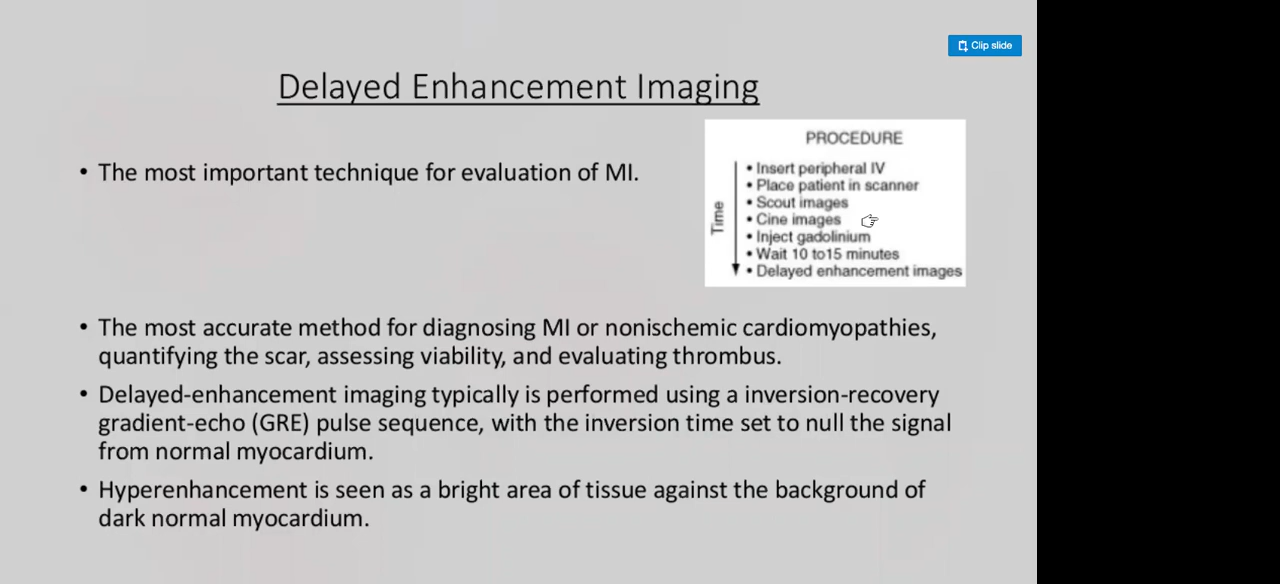 Clip slide
Delayed Enhancement Imaging
• The most important technique for evaluation of MI.
PROCEDURE
Time
• Insert peripheral IV
• Place patient in scanner
• Scout images
• Cine images
• Inject gadolinium
• Wait 10 to15 minutes
• Delayed enhancement images
• The most accurate method for diagnosing MI or nonischemic cardiomyopathies,
quantifying the scar, assessing viability, and evaluating thrombus.
• Delayed-enhancement imaging typically is performed using a inversion-recovery
gradient-echo (GRE) pulse sequence, with the inversion time set to null the signal
from normal myocardium.
• Hyperenhancement is seen as a bright area of tissue against the background of
dark normal myocardium.